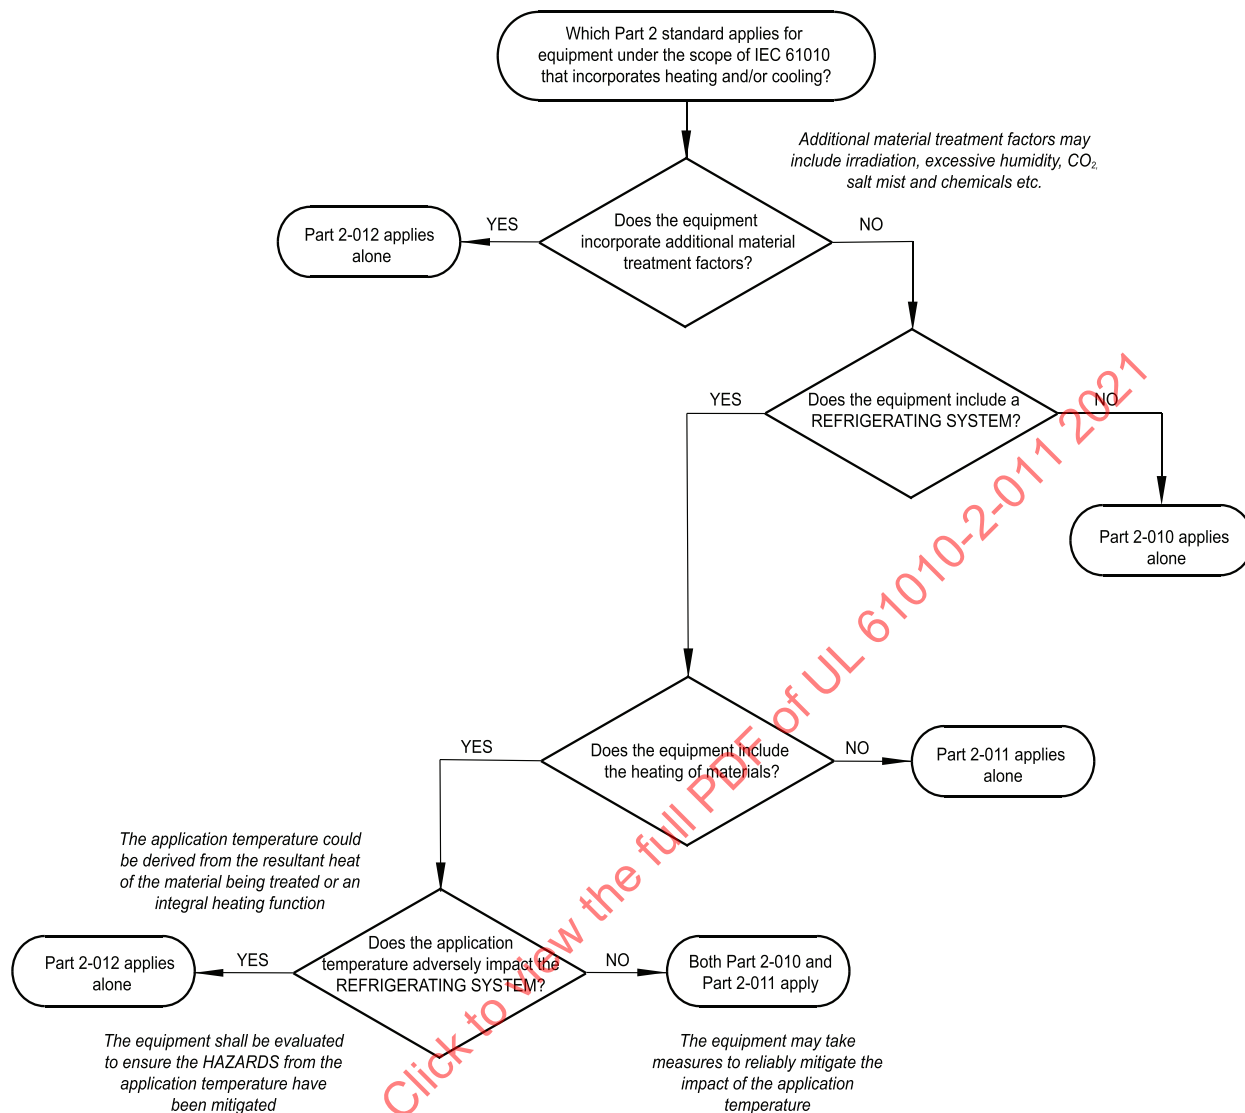 Which Part 2 standard applies for
equipment under the scope of IEC 61010
that incorporates heating and/or cooling?
Additional material treatment factors may
include irradiation, excessive humidity, CO₂,
salt mist and chemicals etc.
Does the equipment
incorporate additional material
treatment factors?
YES
NO
Part 2-012 applies
alone
Does the equipment include a
REFRIGERATING SYSTEM?
YES
NO
Part 2-010 applies
alone
Does the equipment include
the heating of materials?
YES
NO
Part 2-011 applies
alone
The application temperature could
be derived from the resultant heat
of the material being treated or an
integral heating function
Does the application
temperature adversely impact the
REFRIGERATING SYSTEM?
YES
NO
Part 2-012 applies
alone
Both Part 2-010 and
Part 2-011 apply
The equipment shall be evaluated
to ensure the HAZARDS from the
application temperature have
been mitigated
The equipment may take
measures to reliably mitigate the
impact of the application
temperature
Click to view the full PDF of UL 61010-2-011 2021